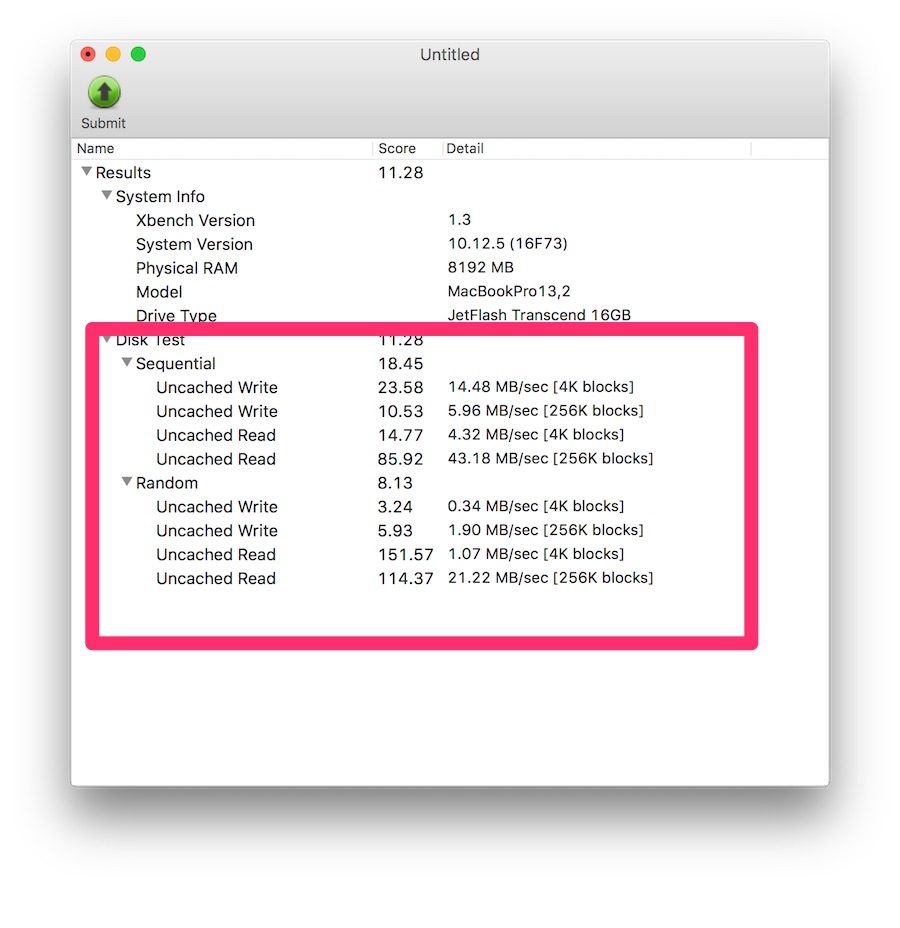 Untitled
Submit
Name Score Detail
Results 11.28
System Info
Xbench Version 1.3
System Version 10.12.5 (16F73)
Physical RAM 8192 MB
Model MacBookPro13,2
Drive Type JetFlash Transcend 16GB
Disk Test 11.28
Sequential 18.45
Uncached Write 23.58 14.48 MB/sec [4K blocks]
Uncached Write 10.53 5.96 MB/sec [256K blocks]
Uncached Read 14.77 4.32 MB/sec [4K blocks]
Uncached Read 85.92 43.18 MB/sec [256K blocks]
Random 8.13
Uncached Write 3.24 0.34 MB/sec [4K blocks]
Uncached Write 5.93 1.90 MB/sec [256K blocks]
Uncached Read 151.57 1.07 MB/sec [4K blocks]
Uncached Read 114.37 21.22 MB/sec [256K blocks]